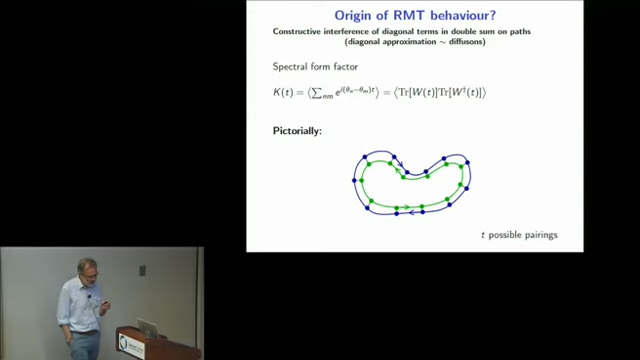 Origin of RMT behaviour?
Constructive interference of diagonal terms in double sum on paths
(diagonal approximation ∼ diffusons)
Spectral form factor
K(t) = ⟨∑ₙₘ e^{i(θₙ−θₘ)t}⟩ = ⟨Tr[W(t)]Tr[W†(t)]⟩
Pictorially:
t possible pairings